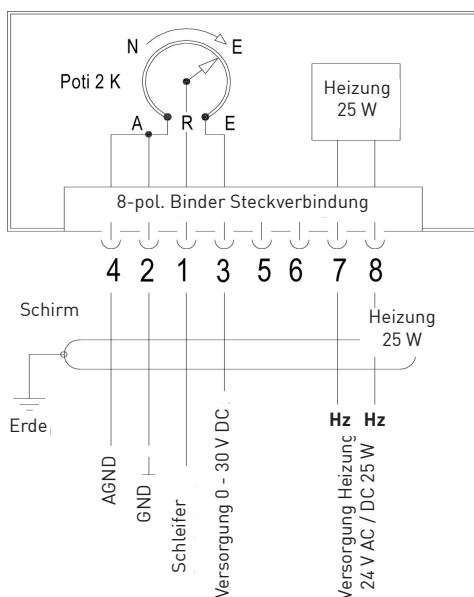 N E
Poti 2 K
Heizung
25 W
A R E
8-pol. Binder Steckverbindung
4 2 1 3 5 6 7 8
Schirm
Heizung
25 W
Erde
Hz Hz
AGND
GND
Schleifer
Versorgung 0 - 30 V DC
Versorgung Heizung
24 V AC / DC 25 W